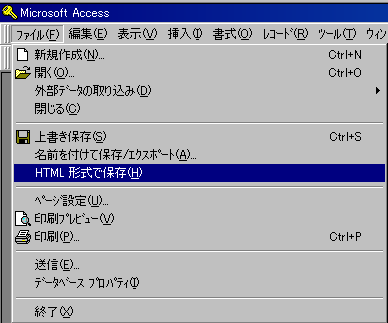 Microsoft Access
ファイル(F) 編集(E) 表示(V) 挿入(I) 書式(O) レコード(R) ツール(T) ウィン
新規作成(N)... Ctrl+N
開く(O)... Ctrl+O
外部データの取り込み(D)
閉じる(C)
上書き保存(S) Ctrl+S
名前を付けて保存/エクスポート(A)...
HTML 形式で保存(H)
ページ設定(U)...
印刷プレビュー(V)
印刷(P)... Ctrl+P
送信(E)...
データベース プロパティ(I)
終了(X)